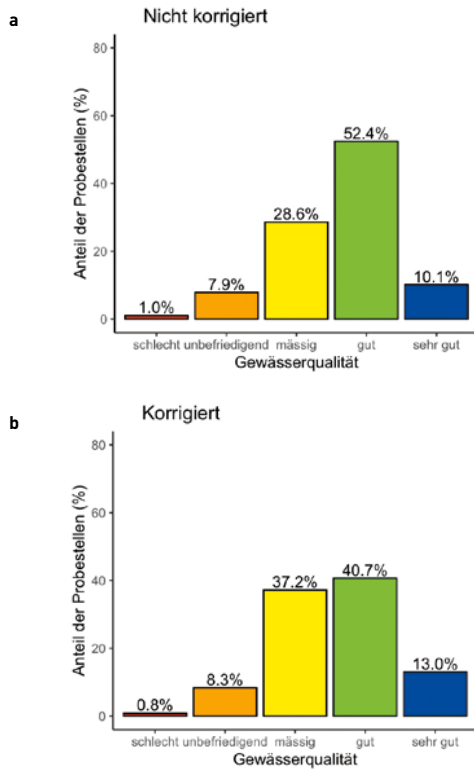 a
Nicht korrigiert
Anteil der Probestellen (%)
80
60
40
20
0
1.0%
7.9%
28.6%
52.4%
10.1%
schlecht unbefriedigend mässig gut sehr gut
Gewässerqualität
b
Korrigiert
Anteil der Probestellen (%)
80
60
40
20
0
0.8%
8.3%
37.2%
40.7%
13.0%
schlecht unbefriedigend mässig gut sehr gut
Gewässerqualität